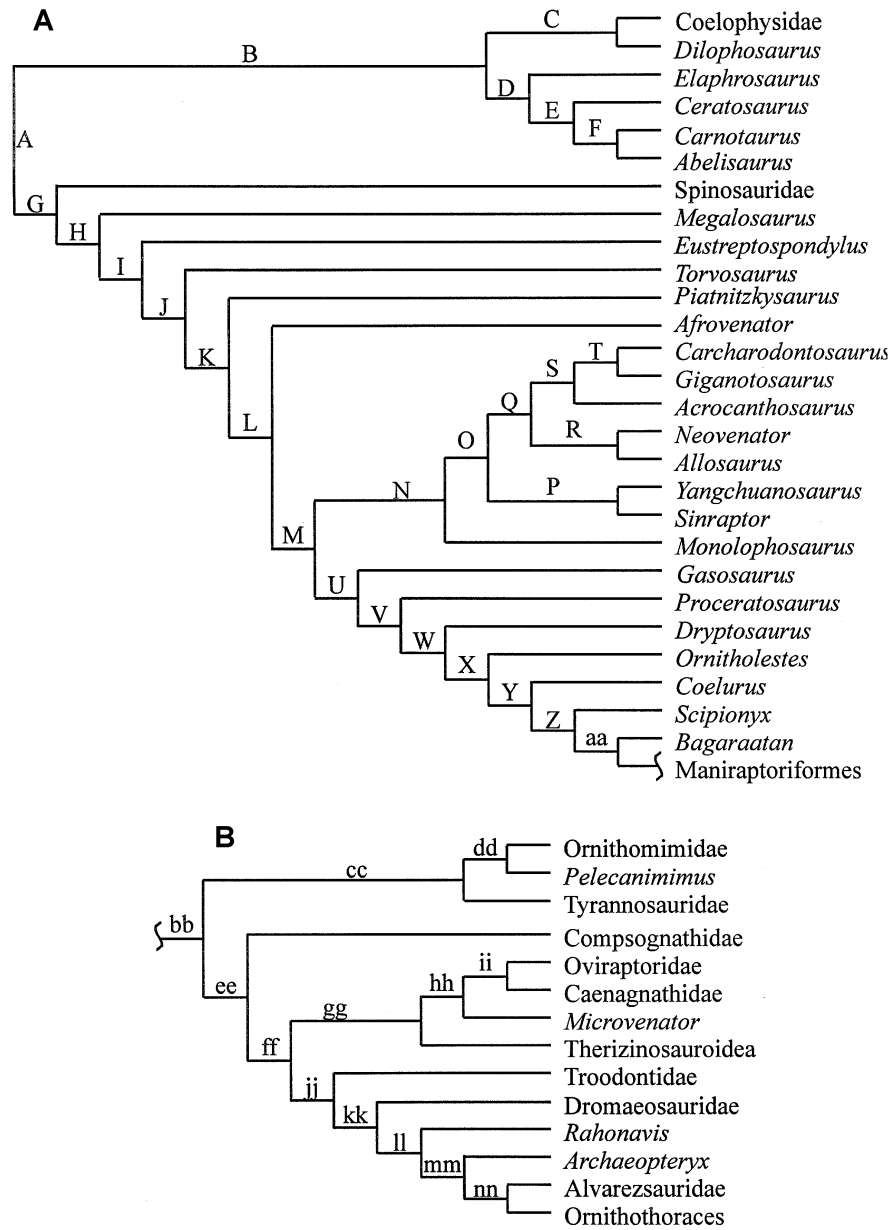 A
C
Coelophysidae
B
Dilophosaurus
Elaphrosaurus
D
E
Ceratosaurus
F
Carnotaurus
A
Abelisaurus
Spinosauridae
G
Megalosaurus
H
Eustreptospondylus
I
Torvosaurus
J
Piatnitzkysaurus
Afrovenator
K
T
Carcharodontosaurus
S
Giganotosaurus
Q
Acrocanthosaurus
L
R
Neovenator
O
Allosaurus
N
P
Yangchuanosaurus
Sinraptor
M
Monolophosaurus
Gasosaurus
U
Proceratosaurus
V
Dryptosaurus
W
Ornitholestes
X
Coelurus
Y
Scipionyx
Z
aa
Bagaraatan
Maniraptoriformes
B
dd
Ornithomimidae
cc
Pelecanimimus
Tyrannosauridae
bb
Compsognathidae
ii
Oviraptoridae
ee
hh
Caenagnathidae
gg
Microvenator
ff
Therizinosauroidea
Troodontidae
jj
Dromaeosauridae
kk
Rahonavis
ll
Archaeopteryx
mm
nn
Alvarezsauridae
Ornithothoraces